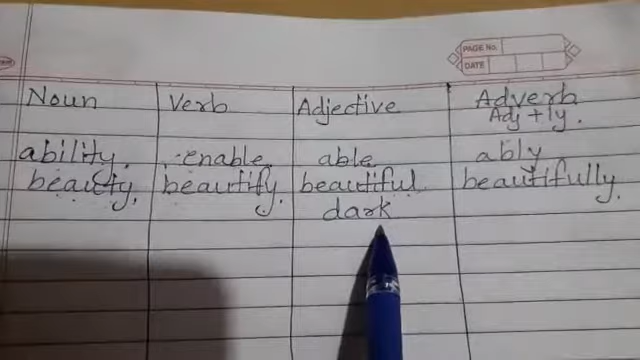 PAGE No.
DATE
Noun Verb Adjective Adverb
Adj + ly.
ability. enable able ably
beauty. beautify. beautiful beautifully.
dark